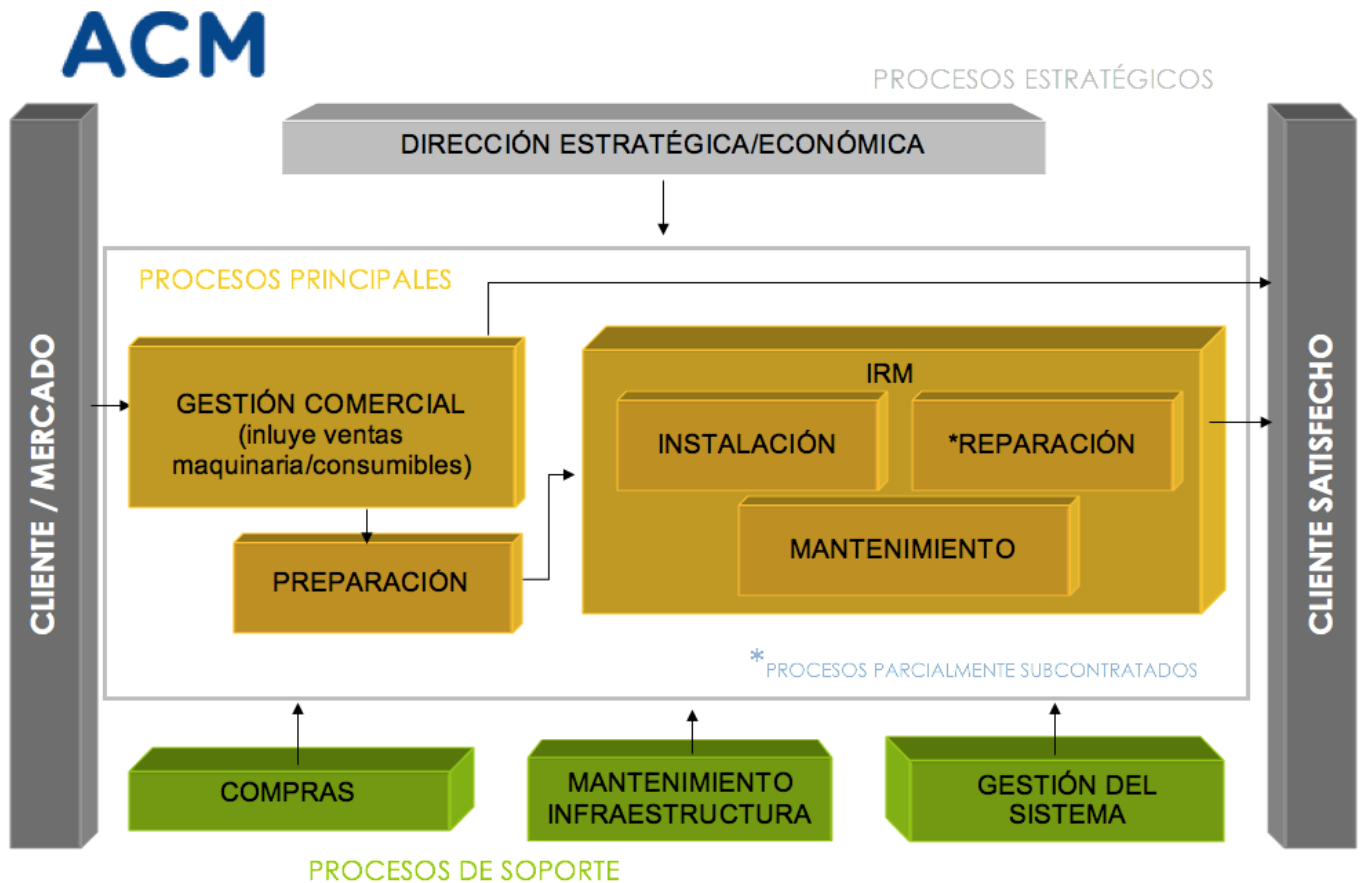 ACM
PROCESOS ESTRATÉGICOS
DIRECCIÓN ESTRATÉGICA/ECONÓMICA
CLIENTE / MERCADO
PROCESOS PRINCIPALES
GESTIÓN COMERCIAL
(inluye ventas
maquinaria/consumibles)
PREPARACIÓN
IRM
INSTALACIÓN
*REPARACIÓN
MANTENIMIENTO
*PROCESOS PARCIALMENTE SUBCONTRATADOS
CLIENTE SATISFECHO
COMPRAS
MANTENIMIENTO
INFRAESTRUCTURA
GESTIÓN DEL
SISTEMA
PROCESOS DE SOPORTE